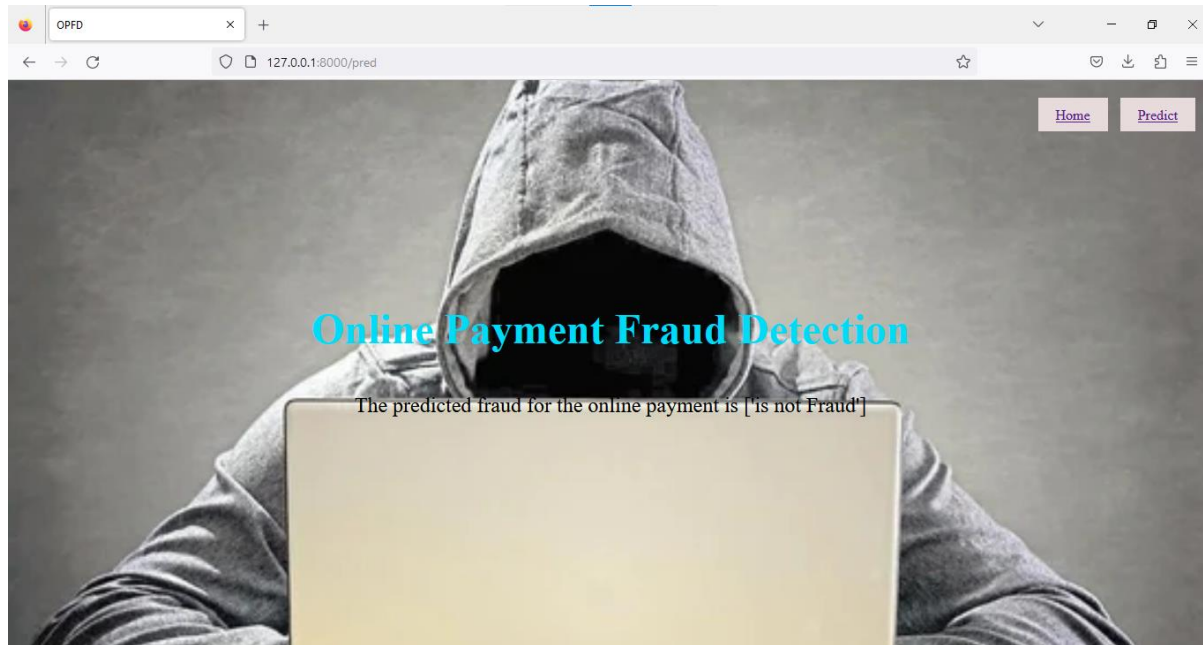 OPFD
127.0.0.1:8000/pred
Home
Predict
Online Payment Fraud Detection
The predicted fraud for the online payment is ['is not Fraud']